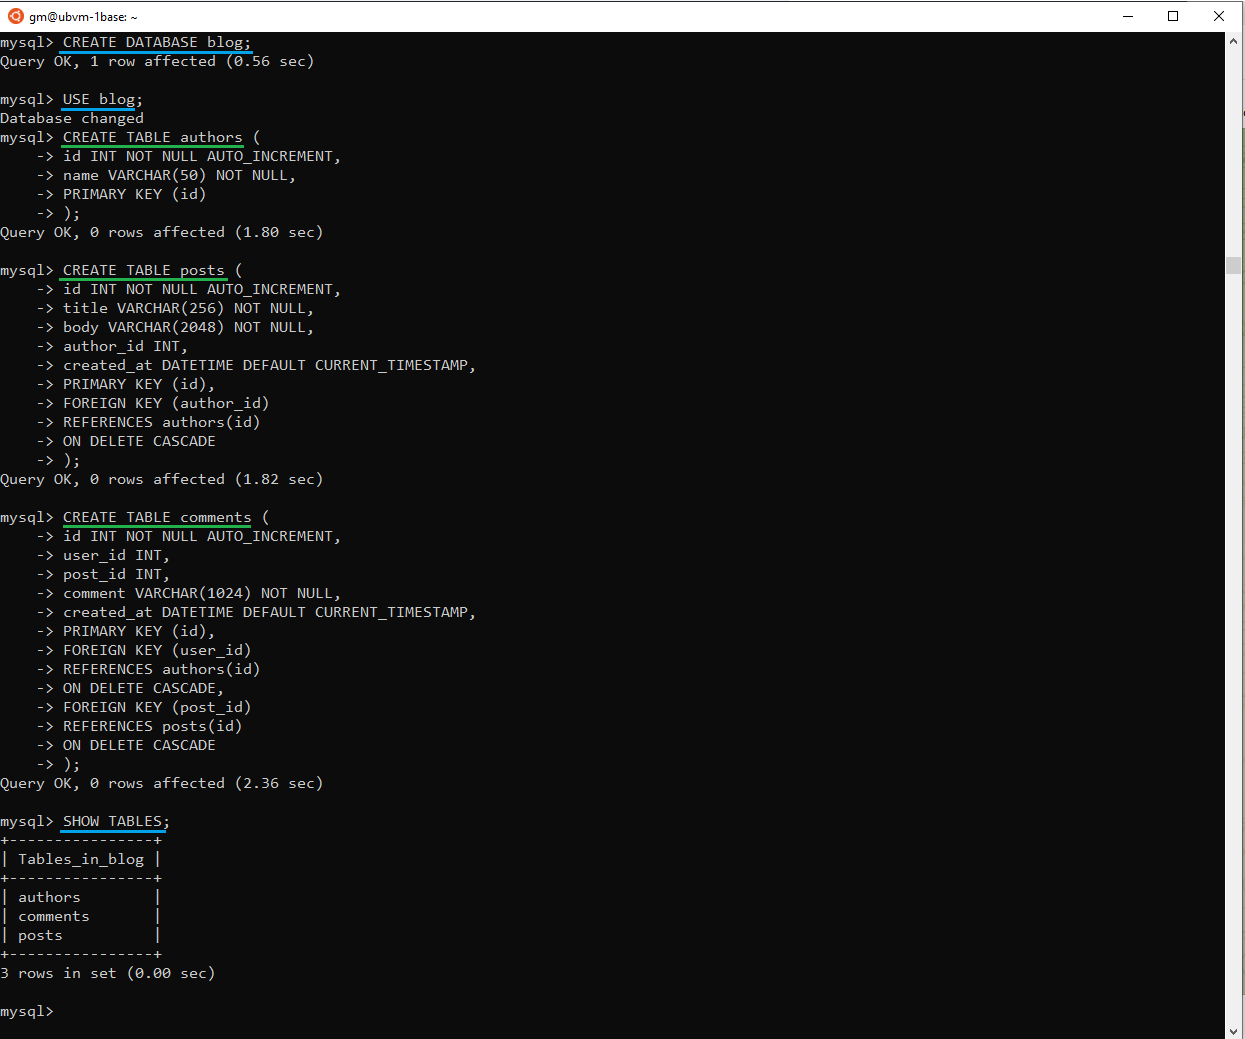 gm@ubvm-1base: ~
mysql> CREATE DATABASE blog;
Query OK, 1 row affected (0.56 sec)
mysql> USE blog;
Database changed
mysql> CREATE TABLE authors (
    -> id INT NOT NULL AUTO_INCREMENT,
    -> name VARCHAR(50) NOT NULL,
    -> PRIMARY KEY (id)
    -> );
Query OK, 0 rows affected (1.80 sec)
mysql> CREATE TABLE posts (
    -> id INT NOT NULL AUTO_INCREMENT,
    -> title VARCHAR(256) NOT NULL,
    -> body VARCHAR(2048) NOT NULL,
    -> author_id INT,
    -> created_at DATETIME DEFAULT CURRENT_TIMESTAMP,
    -> PRIMARY KEY (id),
    -> FOREIGN KEY (author_id)
    -> REFERENCES authors(id)
    -> ON DELETE CASCADE
    -> );
Query OK, 0 rows affected (1.82 sec)
mysql> CREATE TABLE comments (
    -> id INT NOT NULL AUTO_INCREMENT,
    -> user_id INT,
    -> post_id INT,
    -> comment VARCHAR(1024) NOT NULL,
    -> created_at DATETIME DEFAULT CURRENT_TIMESTAMP,
    -> PRIMARY KEY (id),
    -> FOREIGN KEY (user_id)
    -> REFERENCES authors(id)
    -> ON DELETE CASCADE,
    -> FOREIGN KEY (post_id)
    -> REFERENCES posts(id)
    -> ON DELETE CASCADE
    -> );
Query OK, 0 rows affected (2.36 sec)
mysql> SHOW TABLES;
+----------------+
| Tables_in_blog |
+----------------+
| authors        |
| comments       |
| posts          |
+----------------+
3 rows in set (0.00 sec)
mysql>